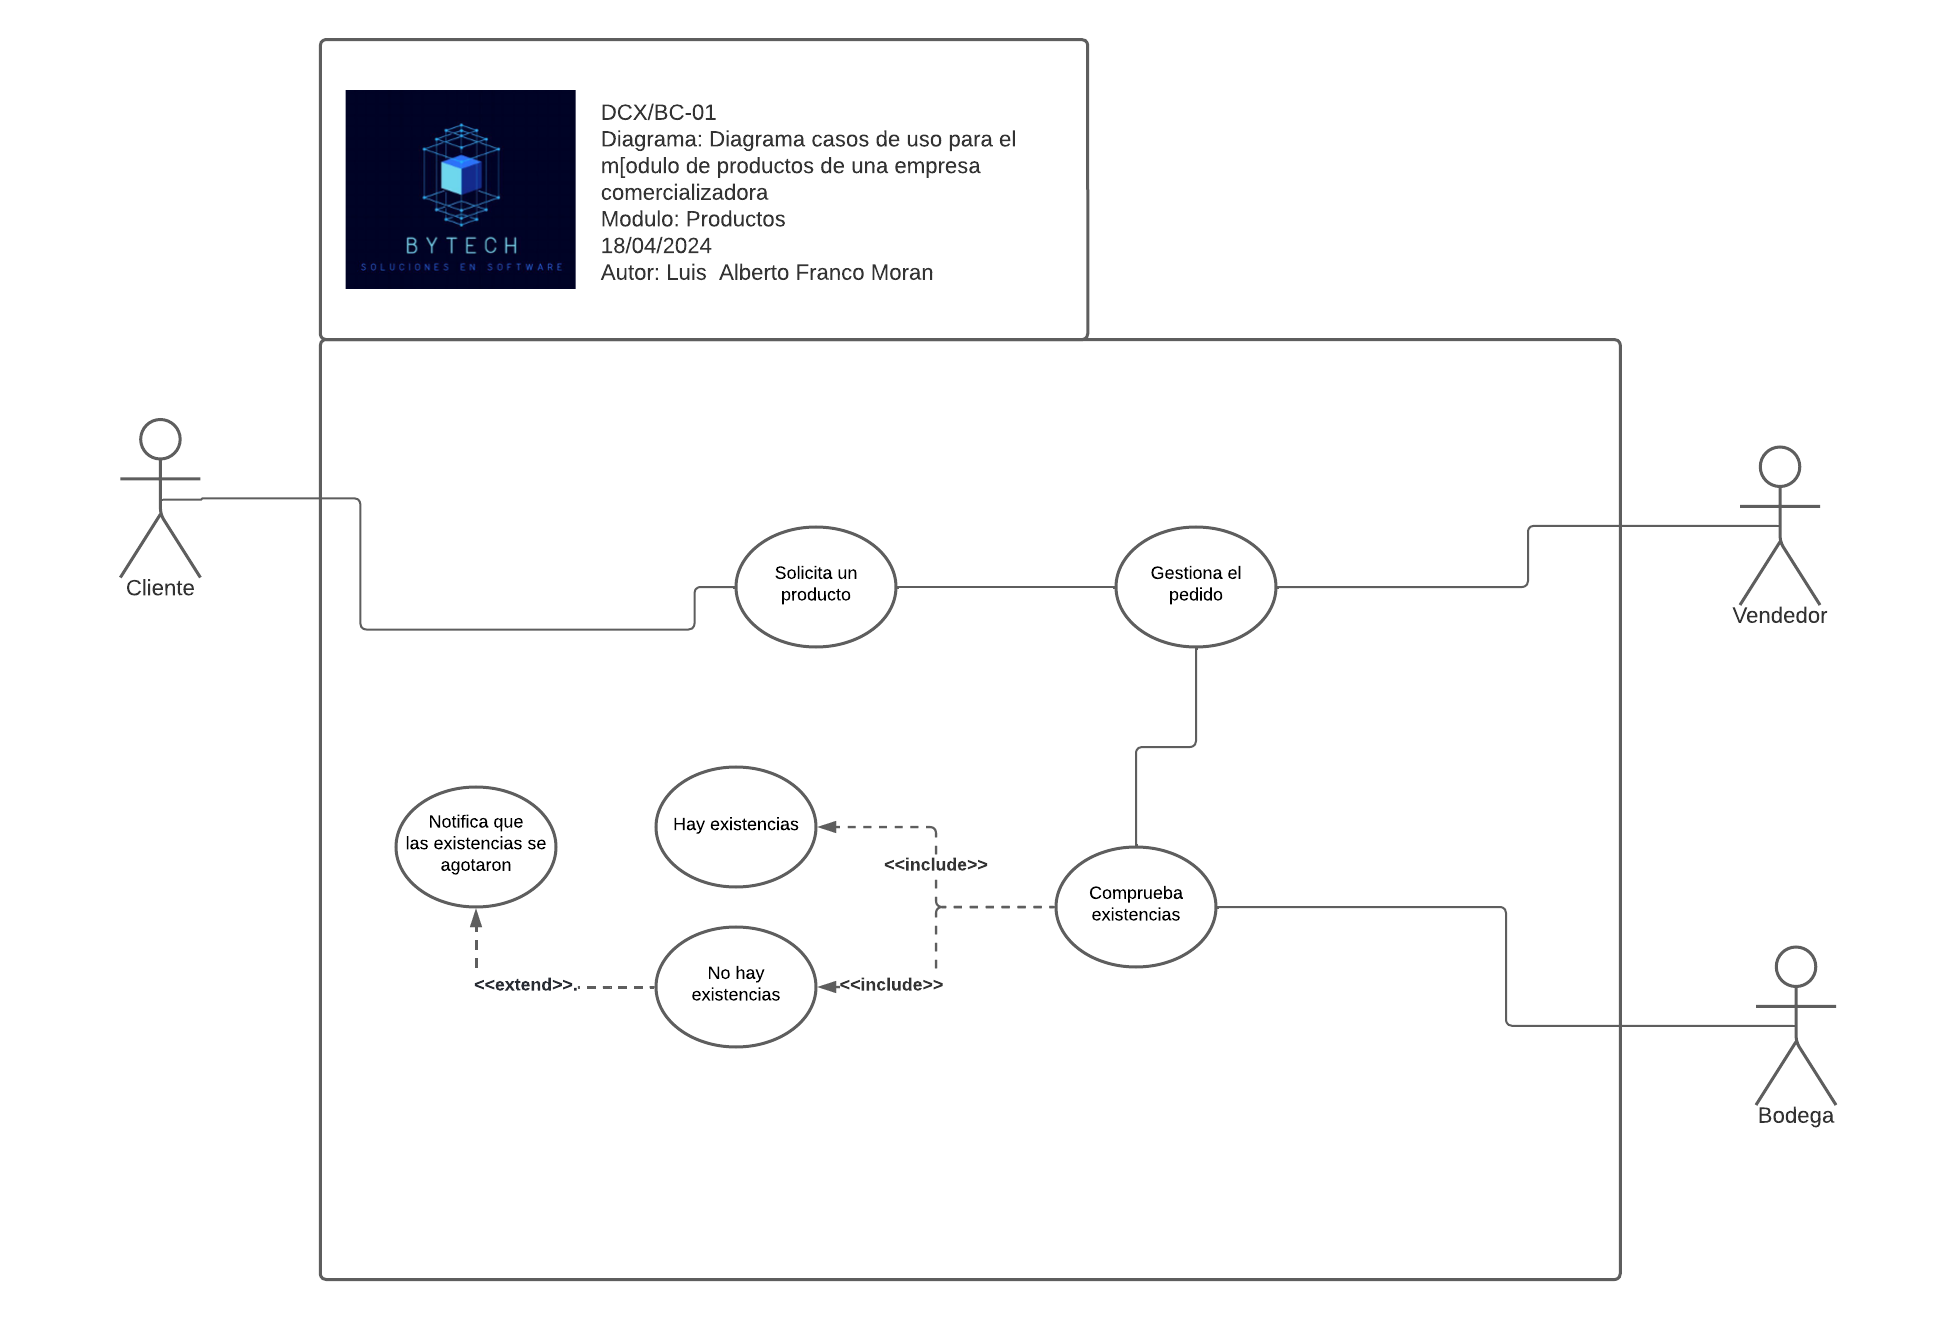 DCX/BC-01
Diagrama: Diagrama casos de uso para el
m[odulo de productos de una empresa
comercializadora
Modulo: Productos
18/04/2024
Autor: Luis  Alberto Franco Moran
BYTECH
SOLUCIONES EN SOFTWARE
Cliente
Solicita un
producto
Gestiona el
pedido
Vendedor
Notifica que
las existencias se
agotaron
Hay existencias
<<include>>
Comprueba
existencias
No hay
existencias
<<extend>>.
<<include>>
Bodega